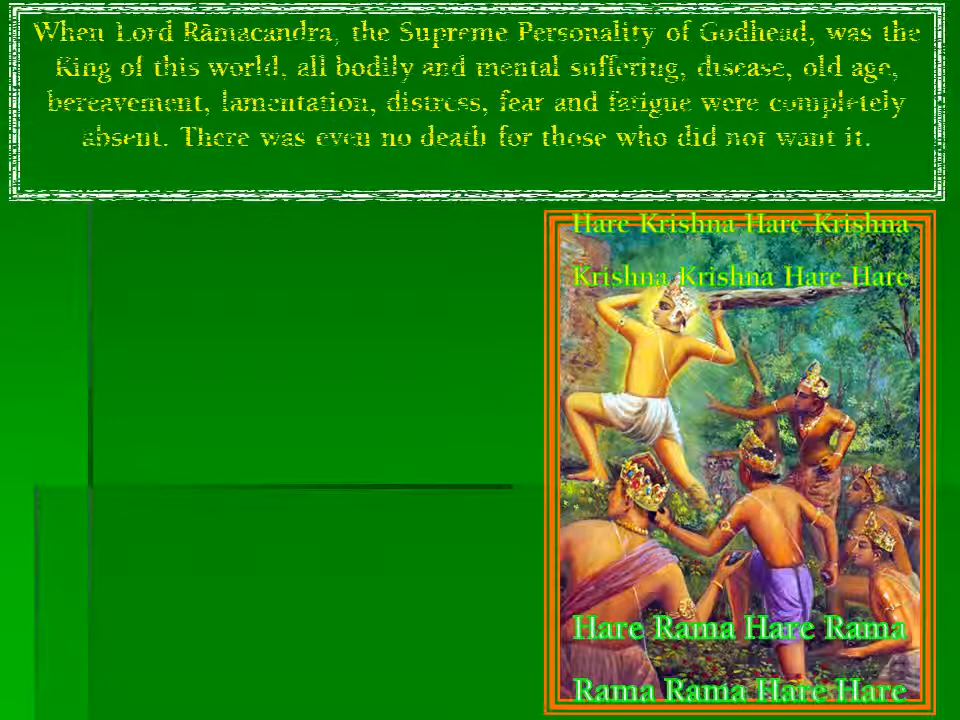 When Lord Rāmacandra, the Supreme Personality of Godhead, was the
King of this world, all bodily and mental suffering, disease, old age,
bereavement, lamentation, distress, fear and fatigue were completely
absent. There was even no death for those who did not want it.
Hare Krishna Hare Krishna
Krishna Krishna Hare Hare
Hare Rama Hare Rama
Rama Rama Hare Hare